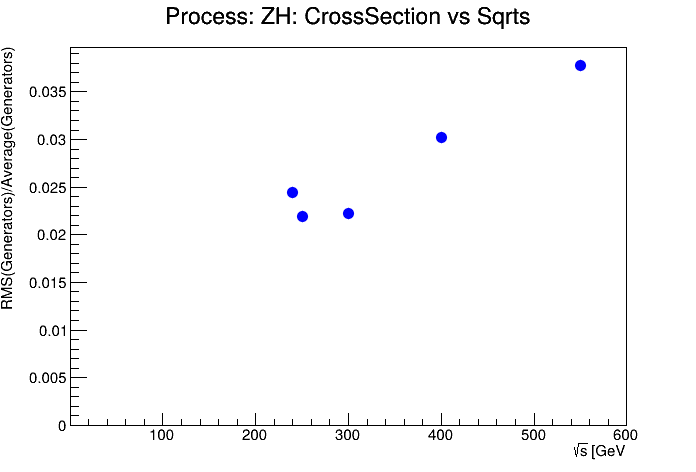 Process: ZH: CrossSection vs Sqrts
RMS(Generators)/Average(Generators)
0.035
0.03
0.025
0.02
0.015
0.01
0.005
0
100 200 300 400 500 600
√s [GeV